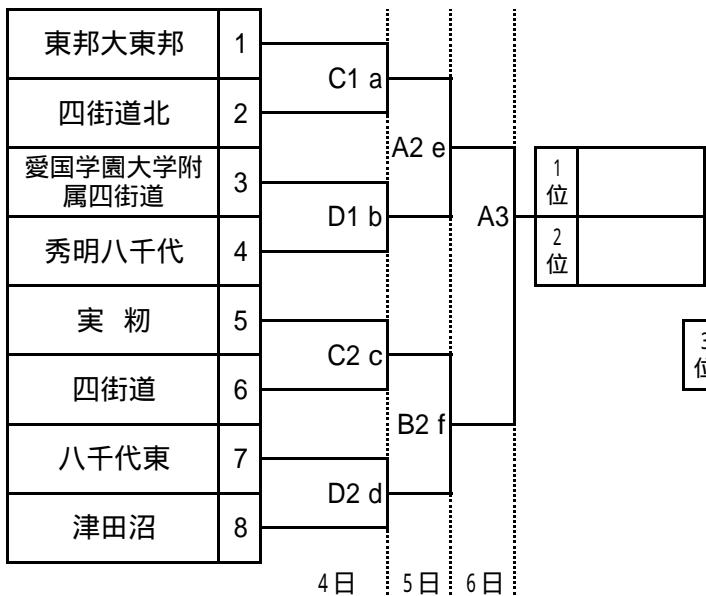 東邦大東邦 1
C1 a
四街道北 2
A2 e
愛国学園大学附
属四街道 3
D1 b
秀明八千代 4
A3
1
位
2
位
実 籾 5
C2 c
四街道 6
B2 f
八千代東 7
D2 d
津田沼 8
4日 5日 6日
位